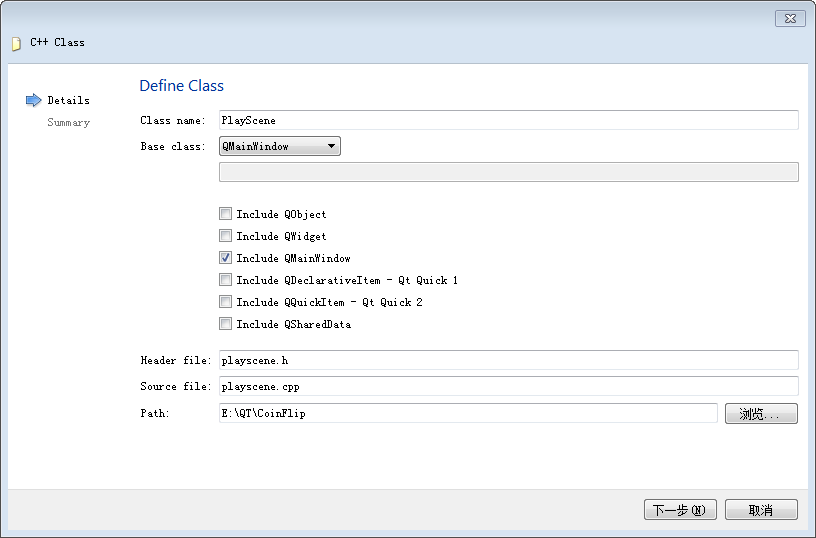 C++ Class
Define Class
Details
Summary
Class name: PlayScene
Base class: QMainWindow
Include QObject
Include QWidget
Include QMainWindow
Include QDeclarativeItem - Qt Quick 1
Include QQuickItem - Qt Quick 2
Include QSharedData
Header file: playscene.h
Source file: playscene.cpp
Path: E:\QT\CoinFlip 浏览...
下一步(N) 取消